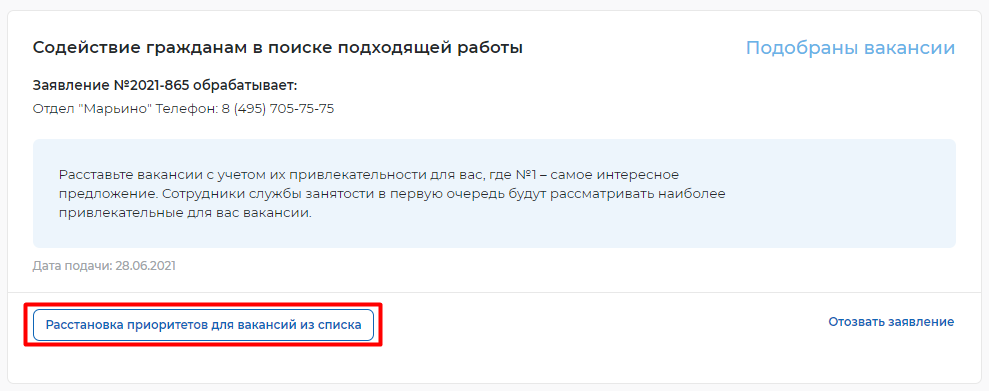 Содействие гражданам в поиске подходящей работы
Подобраны вакансии
Заявление №2021-865 обрабатывает:
Отдел "Марьино" Телефон: 8 (495) 705-75-75
Расставьте вакансии с учетом их привлекательности для вас, где №1 – самое интересное
предложение. Сотрудники службы занятости в первую очередь будут рассматривать наиболее
привлекательные для вас вакансии.
Дата подачи: 28.06.2021
Расстановка приоритетов для вакансий из списка
Отозвать заявление